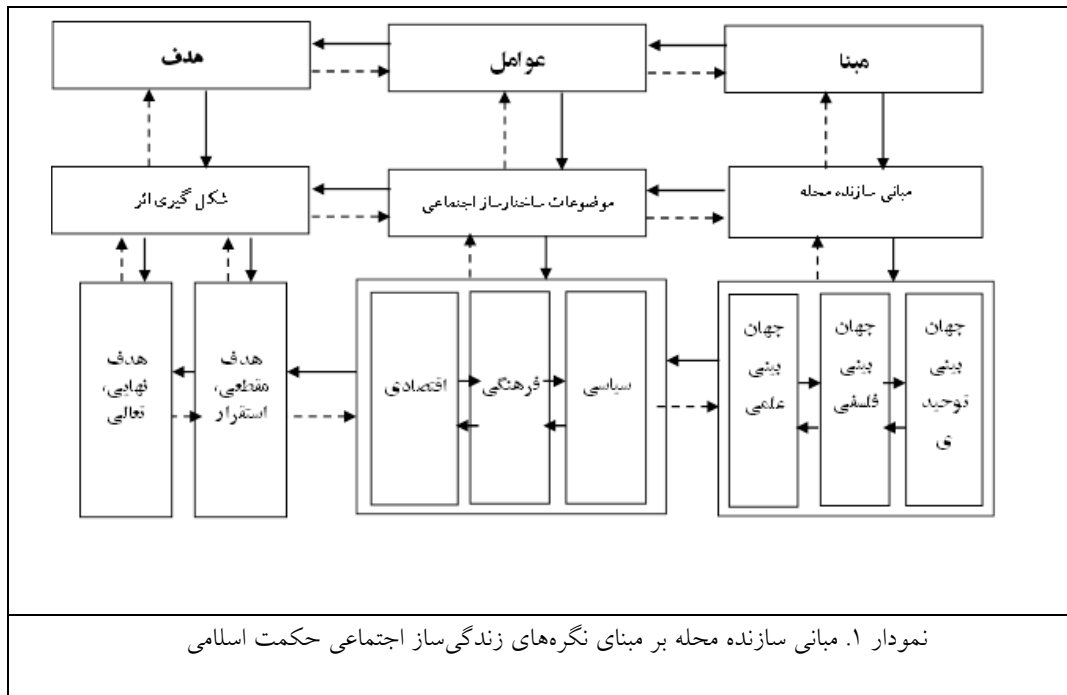 مبنا
عوامل
هدف
مبانی سازنده محله
موضوعات ساختارساز اجتماعی
شکل گیری اثر
جهان
بینی
توحید
ی
جهان
بینی
فلسفی
جهان
بینی
علمی
سیاسی
فرهنگی
اقتصادی
هدف
مقطعی،
استقرار
هدف
نهایی،
تعالی
نمودار ۱. مبانی سازنده محله بر مبنای نگره‌های زندگی‌ساز اجتماعی حکمت اسلامی